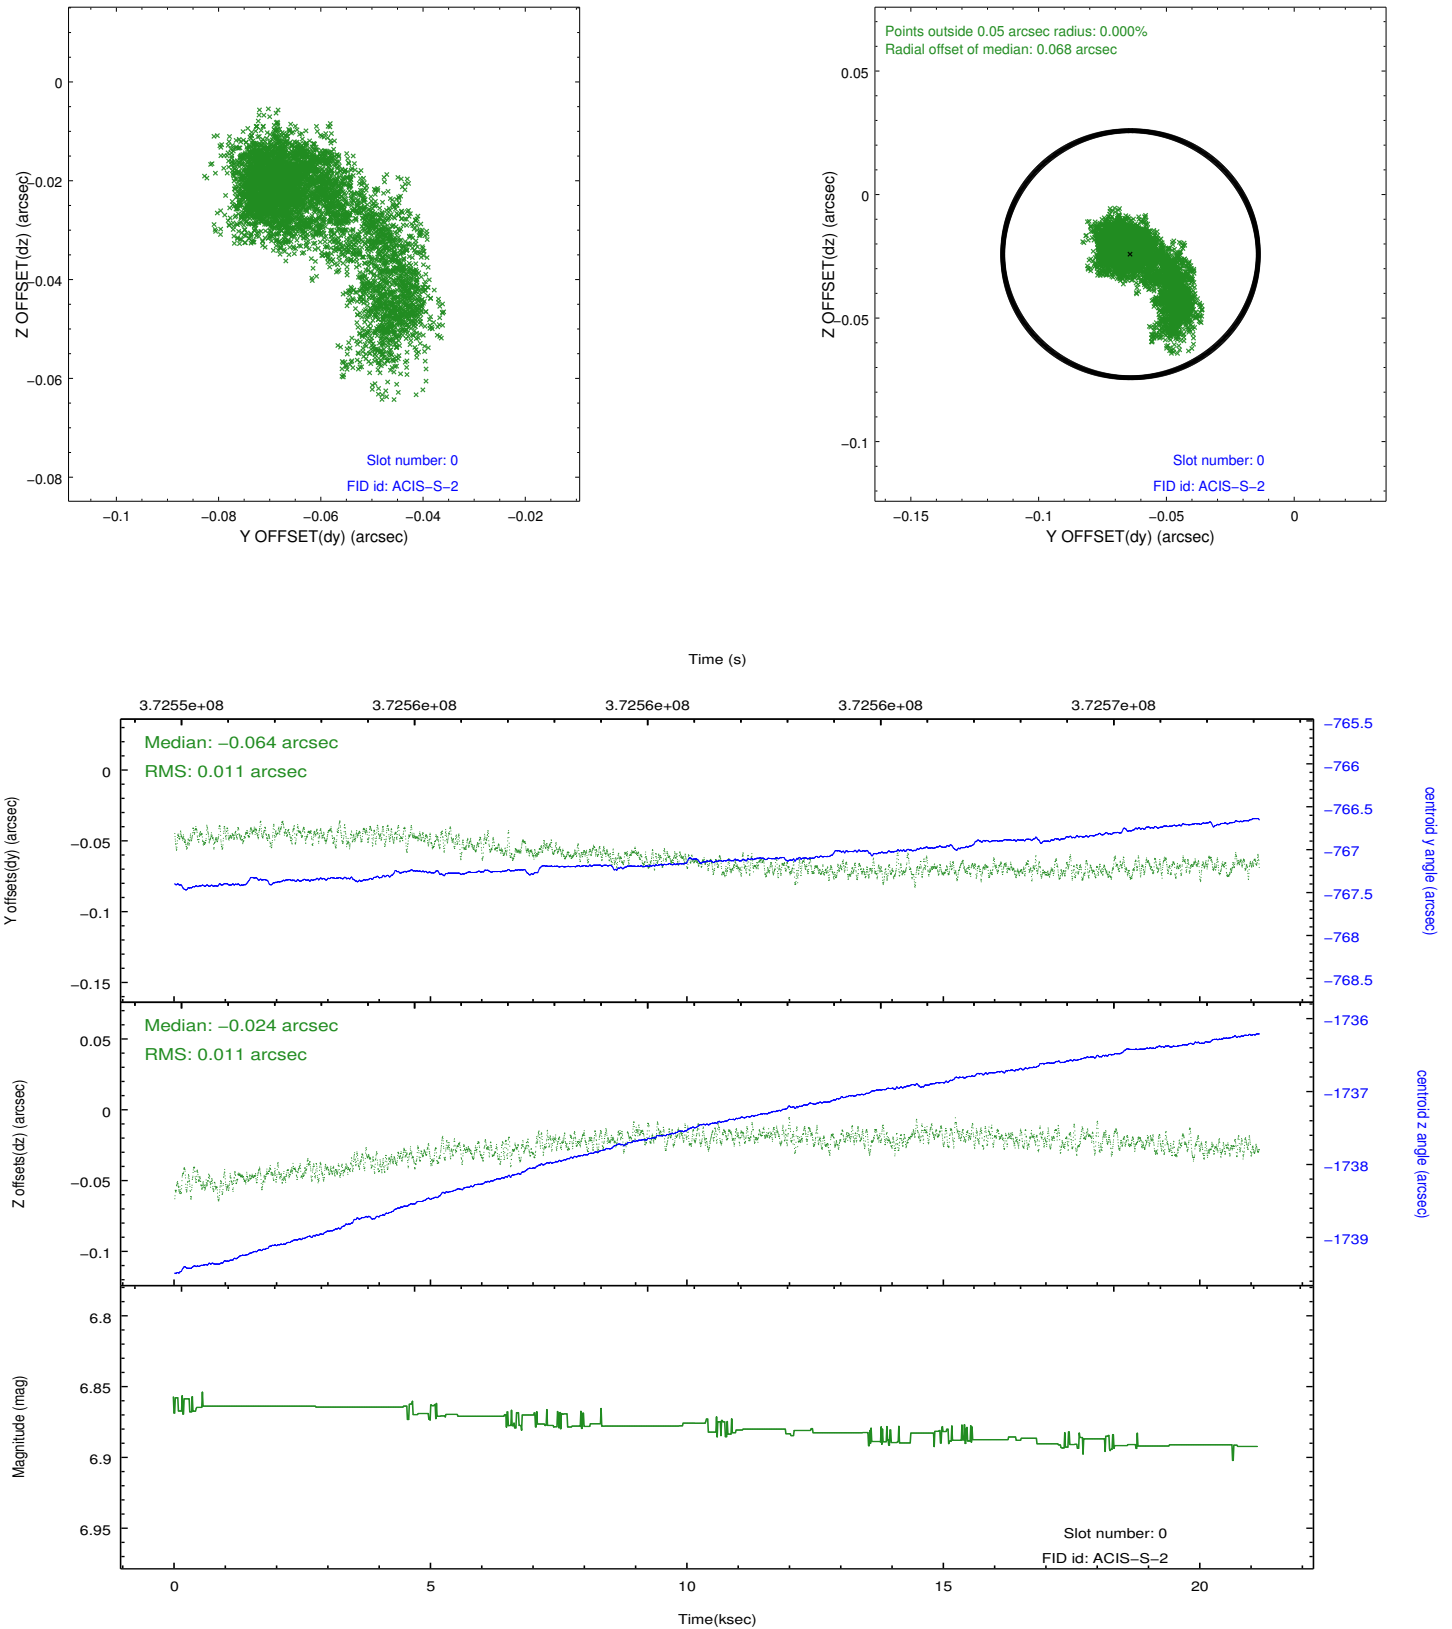 0
−0.02
−0.04
−0.06
−0.08
Z OFFSET(dz) (arcsec)
−0.1
−0.08
−0.06
−0.04
−0.02
Y OFFSET(dy) (arcsec)
Slot number: 0
FID id: ACIS−S−2
Points outside 0.05 arcsec radius: 0.000%
Radial offset of median: 0.068 arcsec
0.05
0
−0.05
−0.1
Z OFFSET(dz) (arcsec)
−0.15
−0.1
−0.05
0
Y OFFSET(dy) (arcsec)
Slot number: 0
FID id: ACIS−S−2
Time (s)
3.7255e+08
3.7256e+08
3.7256e+08
3.7256e+08
3.7257e+08
Median: −0.064 arcsec
RMS: 0.011 arcsec
0
−0.05
−0.1
−0.15
Y offsets(dy) (arcsec)
−765.5
−766
−766.5
−767
−767.5
−768
−768.5
centroid y angle (arcsec)
Median: −0.024 arcsec
RMS: 0.011 arcsec
0.05
0
−0.05
−0.1
Z offsets(dz) (arcsec)
−1736
−1737
−1738
−1739
centroid z angle (arcsec)
6.8
6.85
6.9
6.95
Magnitude (mag)
Slot number: 0
FID id: ACIS−S−2
0
5
10
15
20
Time(ksec)